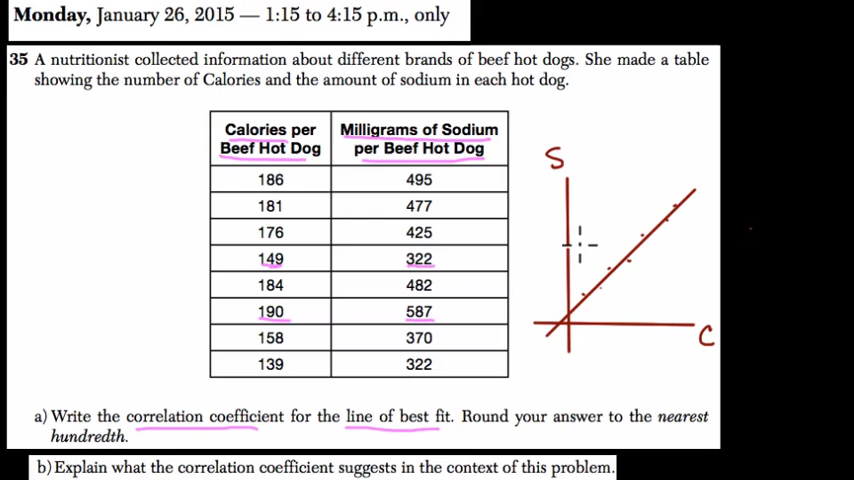 Monday, January 26, 2015 — 1:15 to 4:15 p.m., only
35 A nutritionist collected information about different brands of beef hot dogs. She made a table
showing the number of Calories and the amount of sodium in each hot dog.
Calories per Beef Hot Dog Milligrams of Sodium per Beef Hot Dog
186 495
181 477
176 425
149 322
184 482
190 587
158 370
139 322
S
C
a) Write the correlation coefficient for the line of best fit. Round your answer to the nearest
hundredth.
b) Explain what the correlation coefficient suggests in the context of this problem.